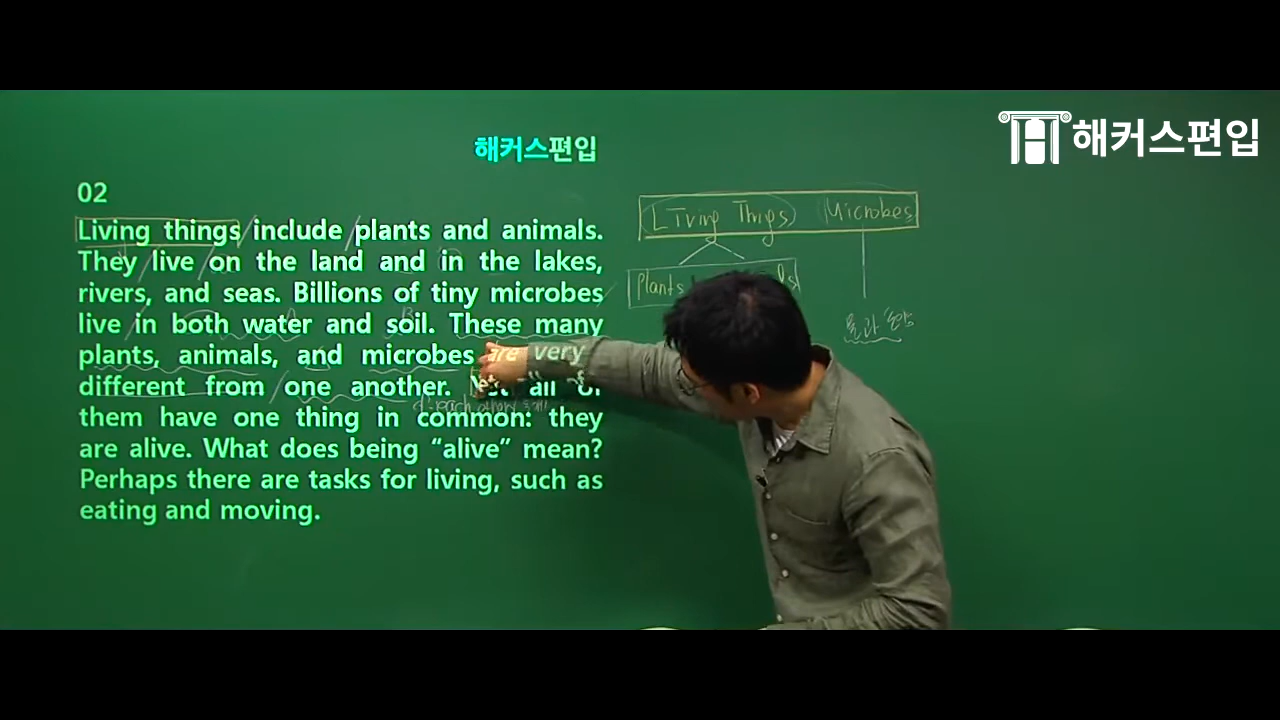 해커스편입
해커스편입
02
Living things include plants and animals.
They live on the land and in the lakes,
rivers, and seas. Billions of tiny microbes
live in both water and soil. These many
plants, animals, and microbes are very
different from one another. Yet all of
them have one thing in common: they
are alive. What does being “alive” mean?
Perhaps there are tasks for living, such as
eating and moving.
Living Things Microbes
Plants